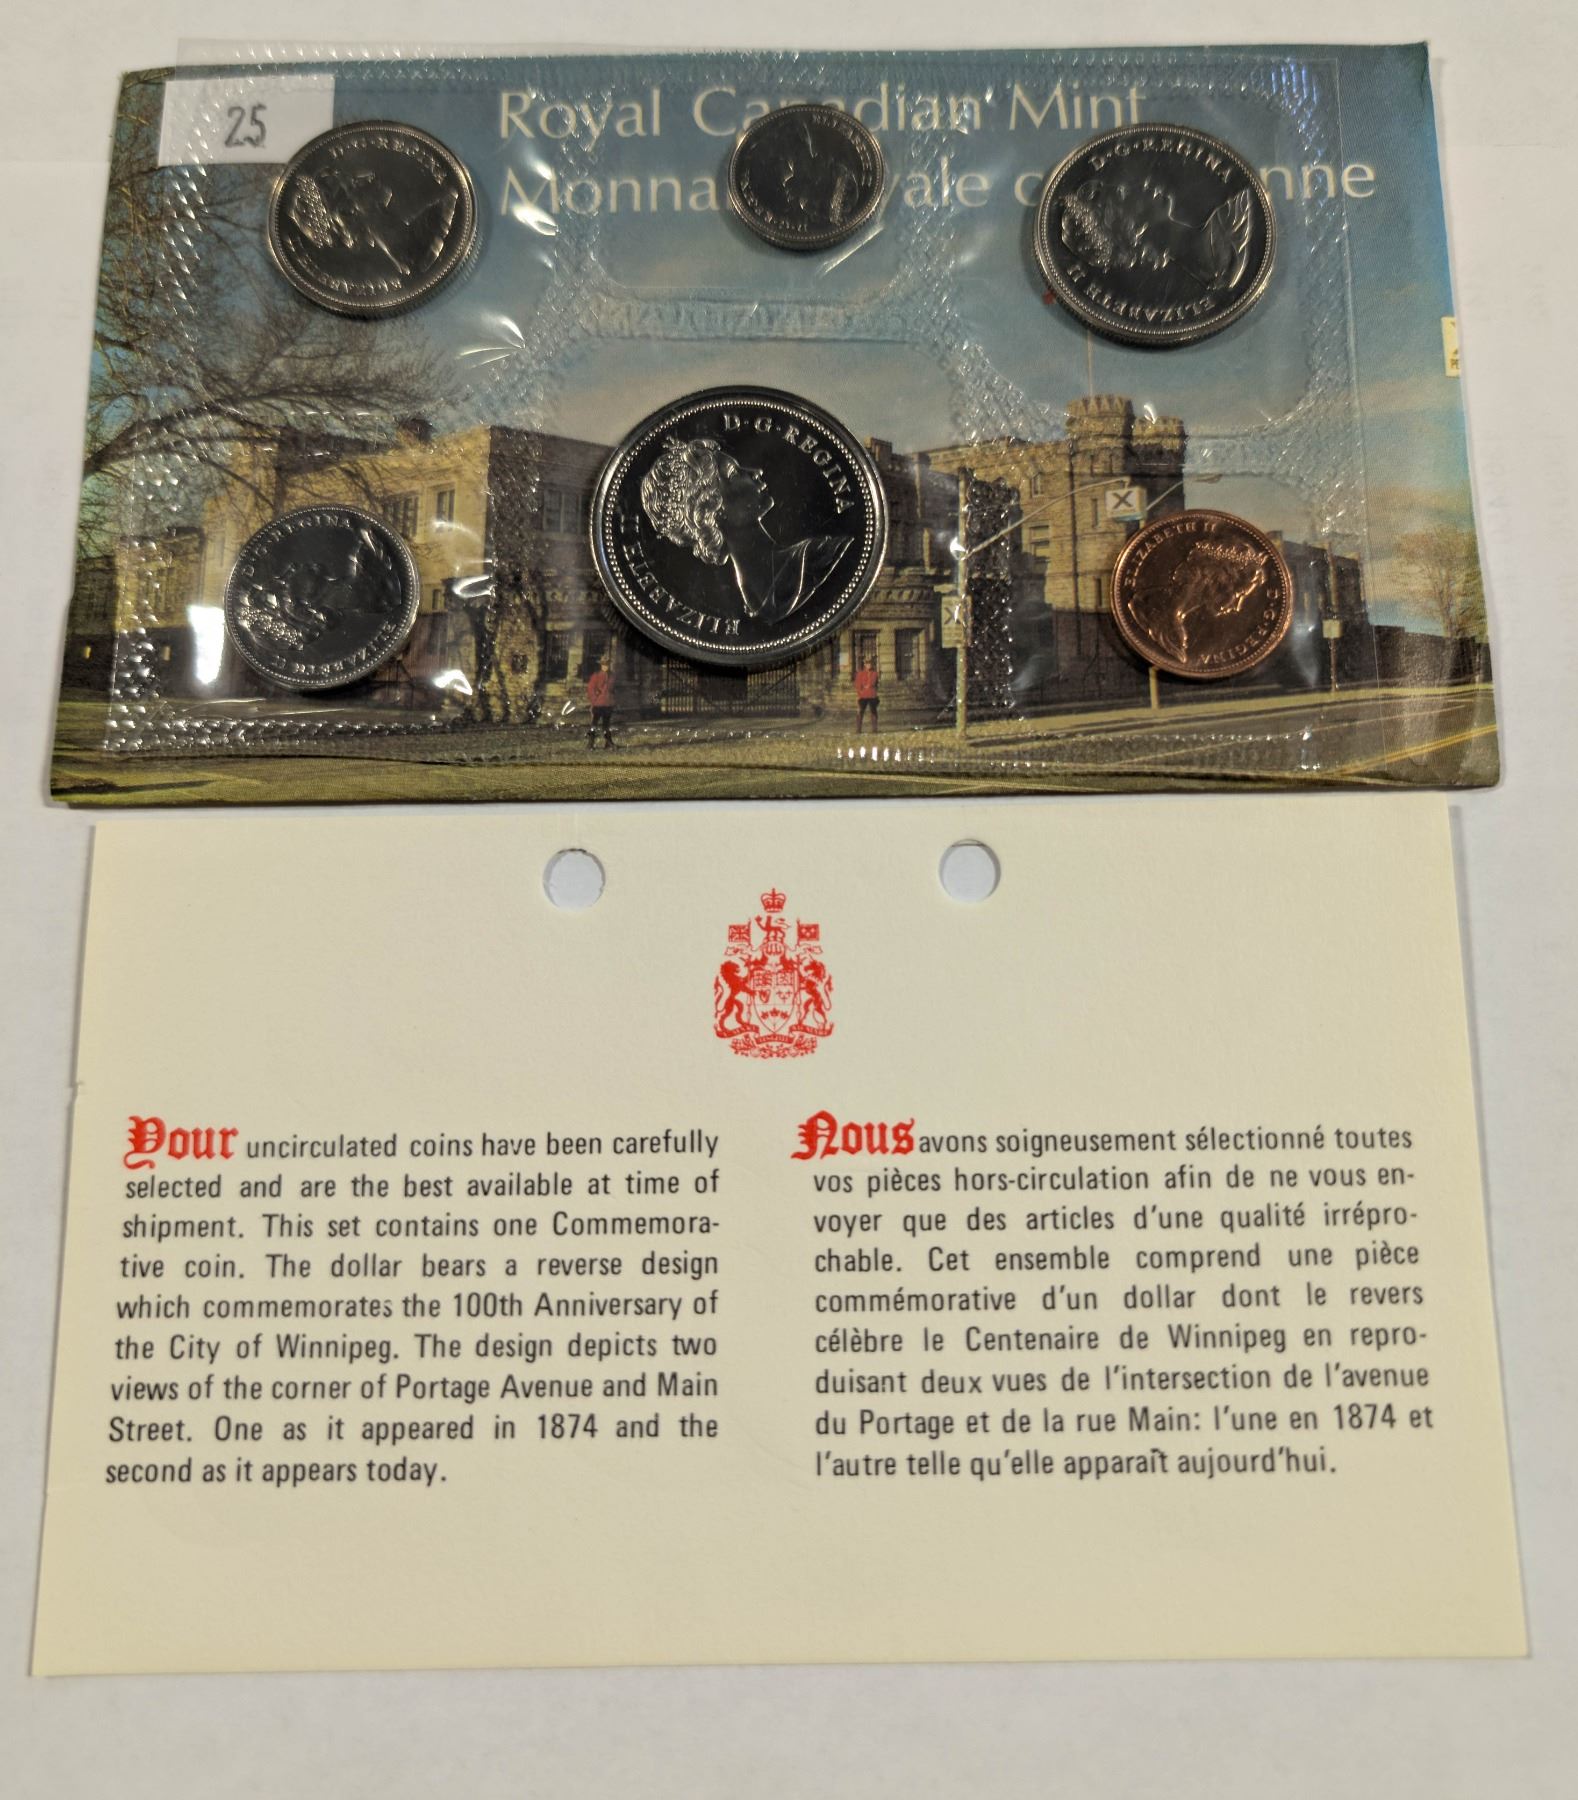 25
Royal Canadian Mint
Monna yale c nne
D·G·REGINA
ELIZABETH II
D·G·REGINA
ELIZABETH II
D·G·REGINA
ELIZABETH II
D·G·REGINA
ELIZABETH II
ELIZABETH II
D·G·REGINA
X
X
Your uncirculated coins have been carefully
selected and are the best available at time of
shipment. This set contains one Commemora-
tive coin. The dollar bears a reverse design
which commemorates the 100th Anniversary of
the City of Winnipeg. The design depicts two
views of the corner of Portage Avenue and Main
Street. One as it appeared in 1874 and the
second as it appears today.
Nous avons soigneusement sélectionné toutes
vos pièces hors-circulation afin de ne vous en-
voyer que des articles d'une qualité irrépro-
chable. Cet ensemble comprend une pièce
commémorative d'un dollar dont le revers
célèbre le Centenaire de Winnipeg en repro-
duisant deux vues de l'intersection de l'avenue
du Portage et de la rue Main: l'une en 1874 et
l'autre telle qu'elle apparaît aujourd'hui.